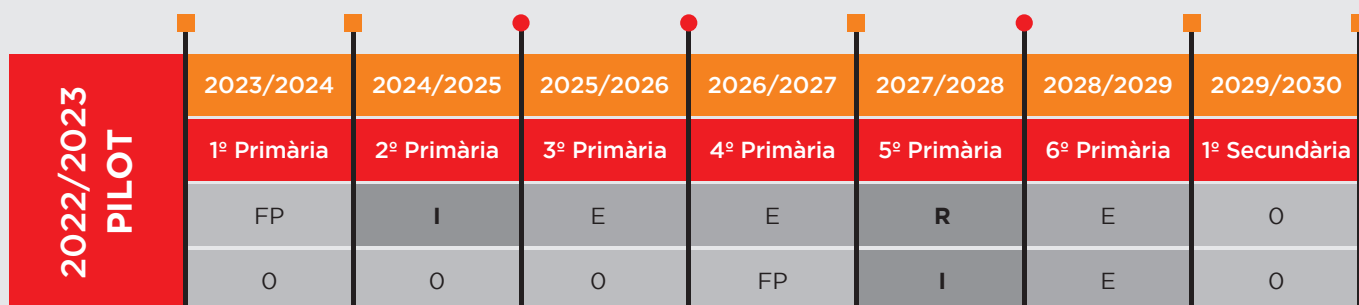 2022/2023
PILOT
2023/2024 2024/2025 2025/2026 2026/2027 2027/2028 2028/2029 2029/2030
1º Primària 2º Primària 3º Primària 4º Primària 5º Primària 6º Primària 1º Secundària
FP I E E R E 0
0 0 0 FP I E 0